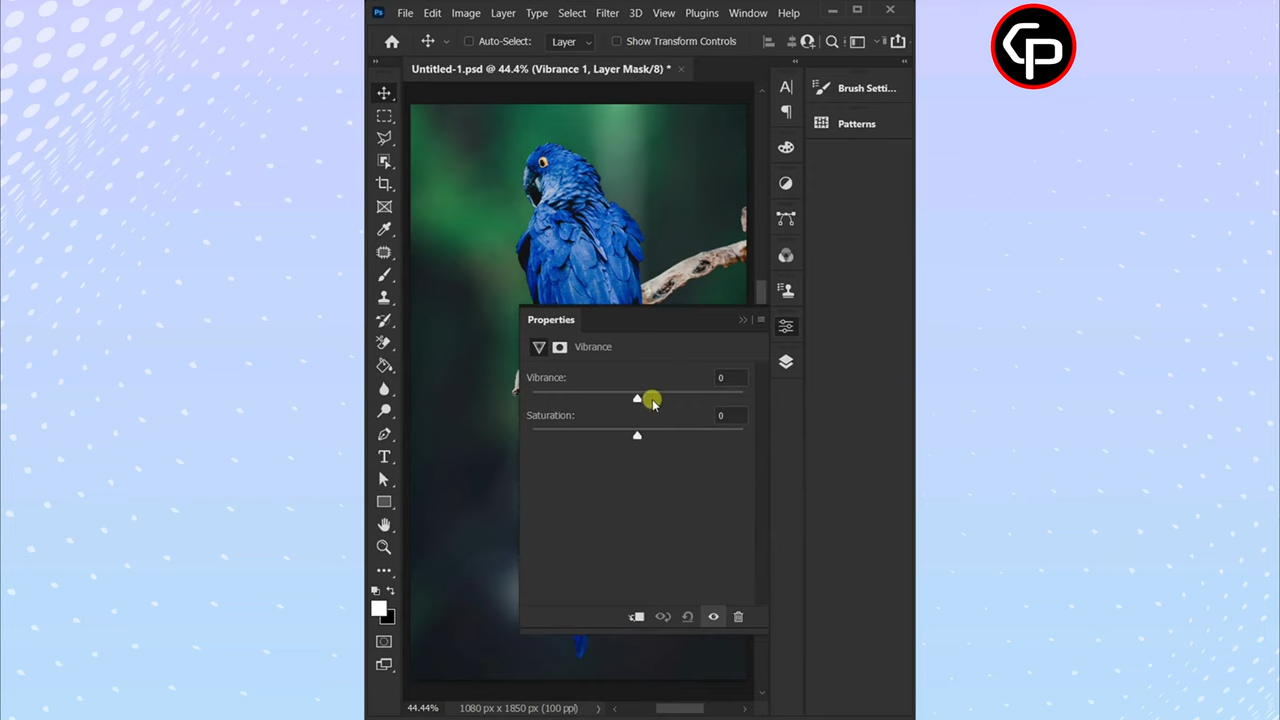 Ps File Edit Image Layer Type Select Filter 3D View Plugins Window Help
Auto-Select: Layer Show Transform Controls
Untitled-1.psd @ 44.4% (Vibrance 1, Layer Mask/8) *
Brush Setti...
Patterns
Properties
Vibrance
Vibrance: 0
Saturation: 0
44.44% 1080 px x 1850 px (100 ppi)